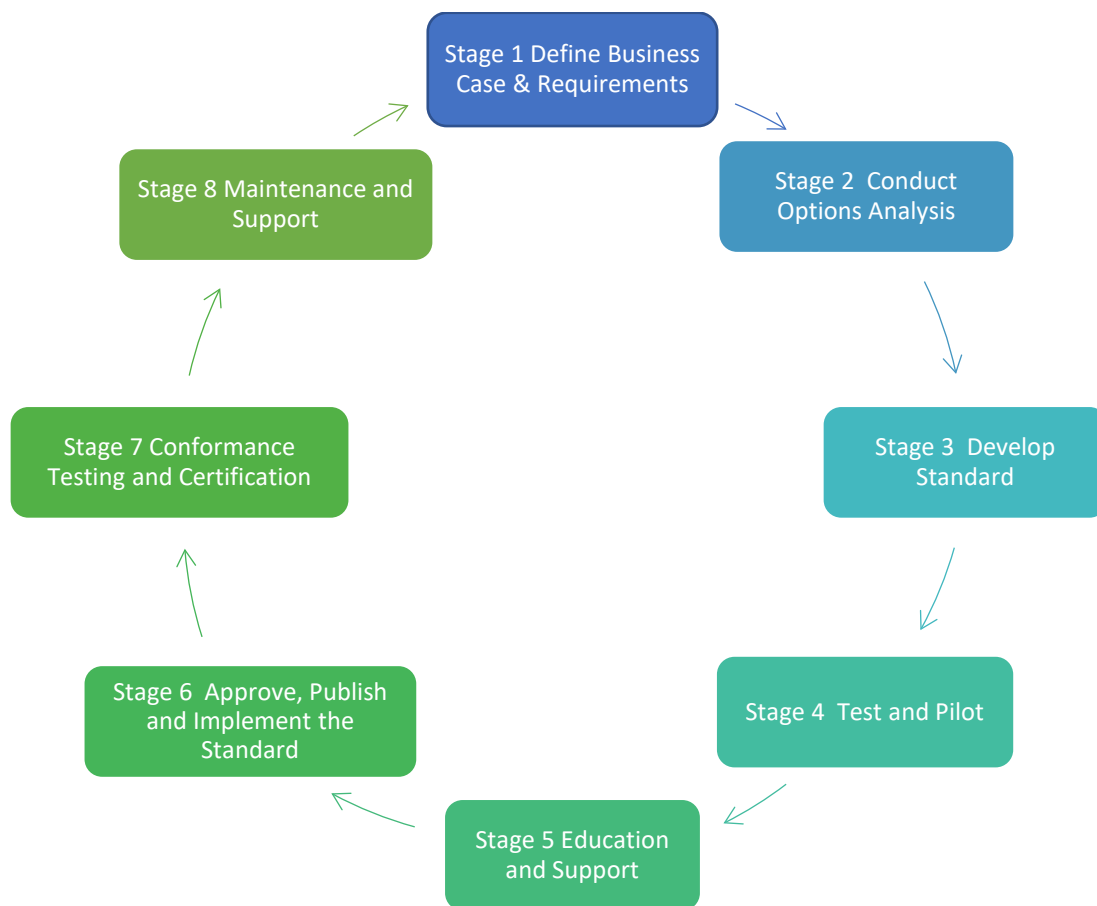 Stage 1 Define Business
Case & Requirements
Stage 2  Conduct
Options Analysis
Stage 3  Develop
Standard
Stage 4  Test and Pilot
Stage 5 Education
and Support
Stage 6  Approve, Publish
and Implement the
Standard
Stage 7 Conformance
Testing and Certification
Stage 8 Maintenance and
Support